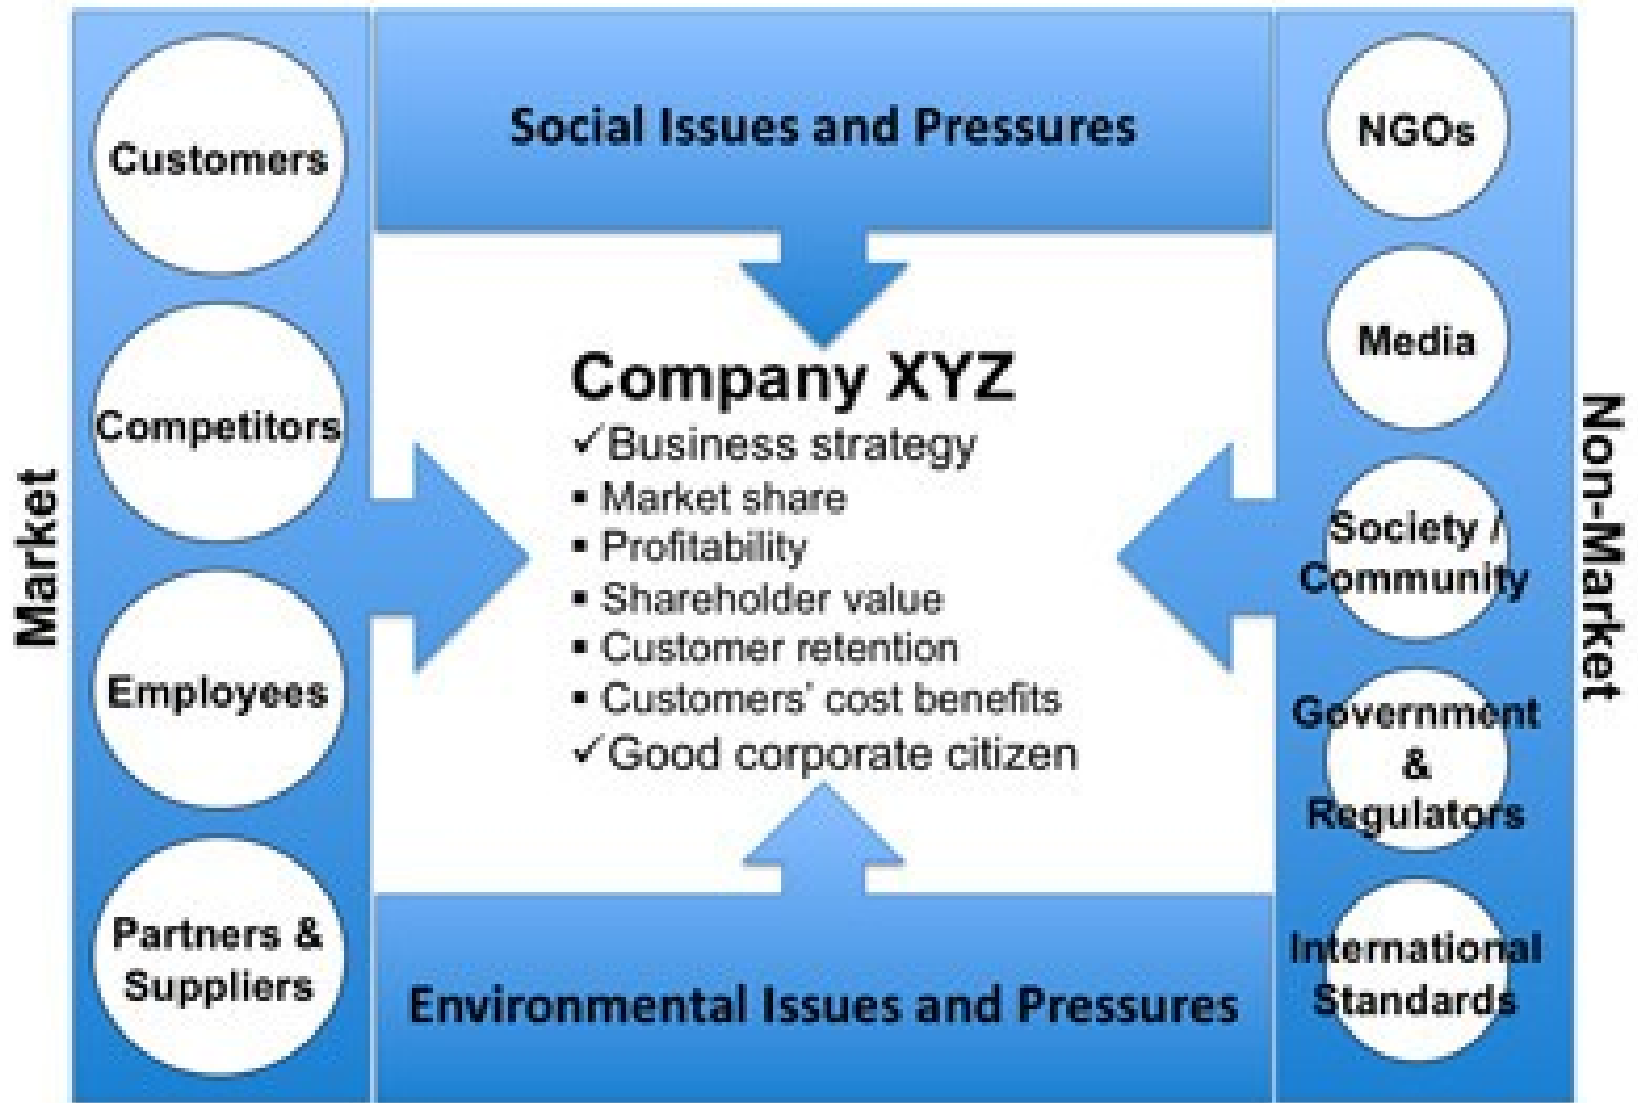 Market
Customers
Competitors
Employees
Partners &
Suppliers
Social Issues and Pressures
Company XYZ
✓Business strategy
▪ Market share
▪ Profitability
▪ Shareholder value
▪ Customer retention
▪ Customers' cost benefits
✓Good corporate citizen
Environmental Issues and Pressures
NGOs
Media
Society /
Community
Government
&
Regulators
International
Standards
Non-Market